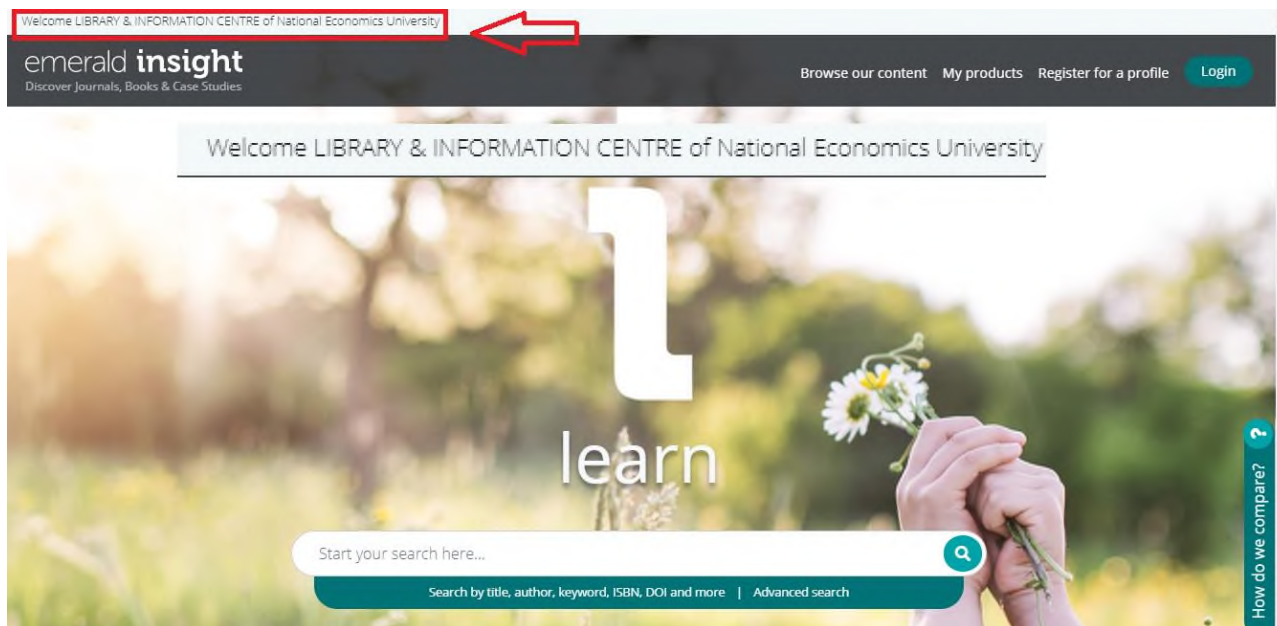 Welcome LIBRARY & INFORMATION CENTRE of National Economics University
emerald insight
Discover Journals, Books & Case Studies
Browse our content My products Register for a profile Login
Welcome LIBRARY & INFORMATION CENTRE of National Economics University
l
learn
Start your search here...
Search by title, author, keyword, ISBN, DOI and more | Advanced search
How do we compare? ?